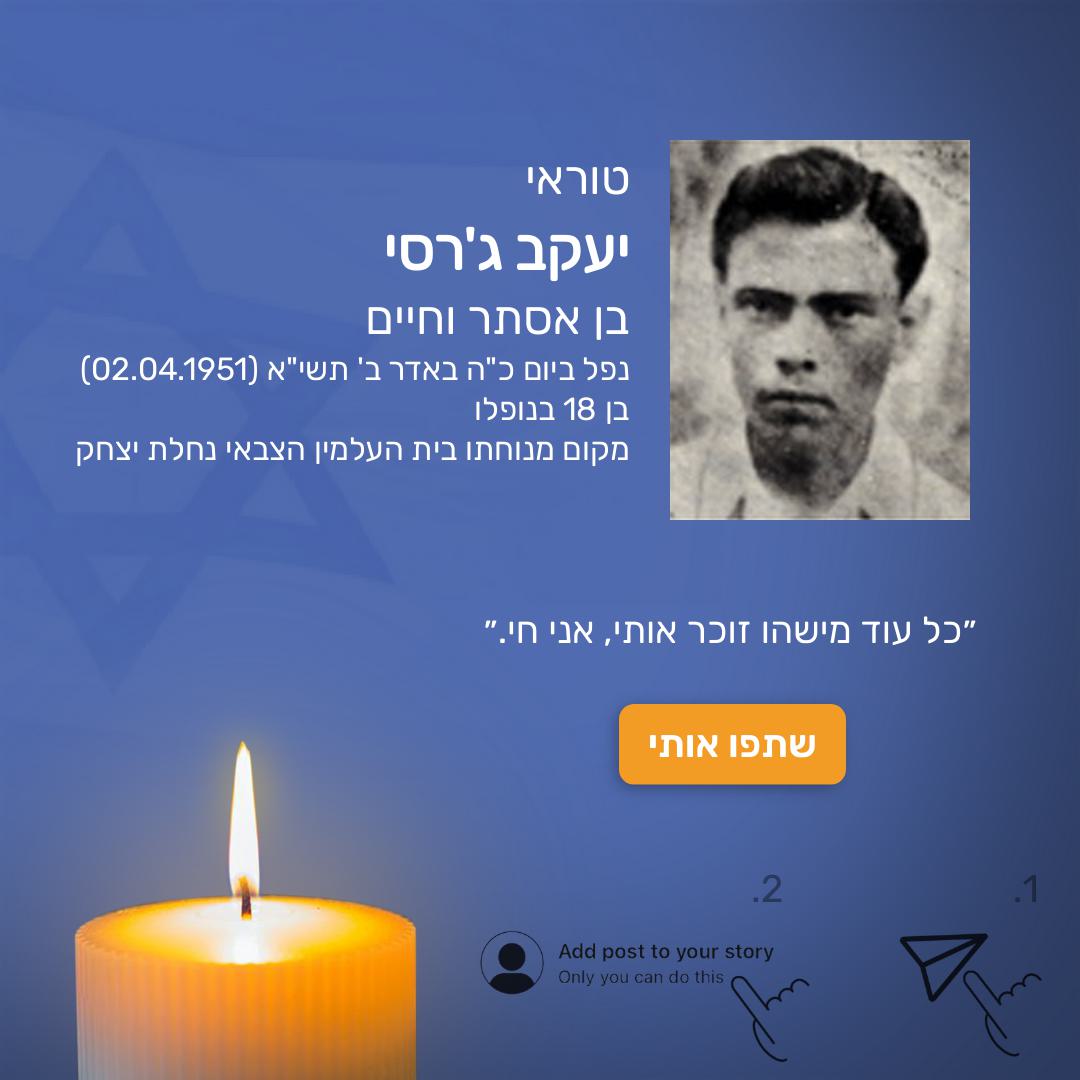 טוראי
יעקב ג'רסי
בן אסתר וחיים
נפל ביום כ"ה באדר ב' תשי"א (02.04.1951)
בן 18 בנופלו
מקום מנוחתו בית העלמין הצבאי נחלת יצחק
״כל עוד מישהו זוכר אותי, אני חי.״
שתפו אותי
.1
.2
Add post to your story
Only you can do this